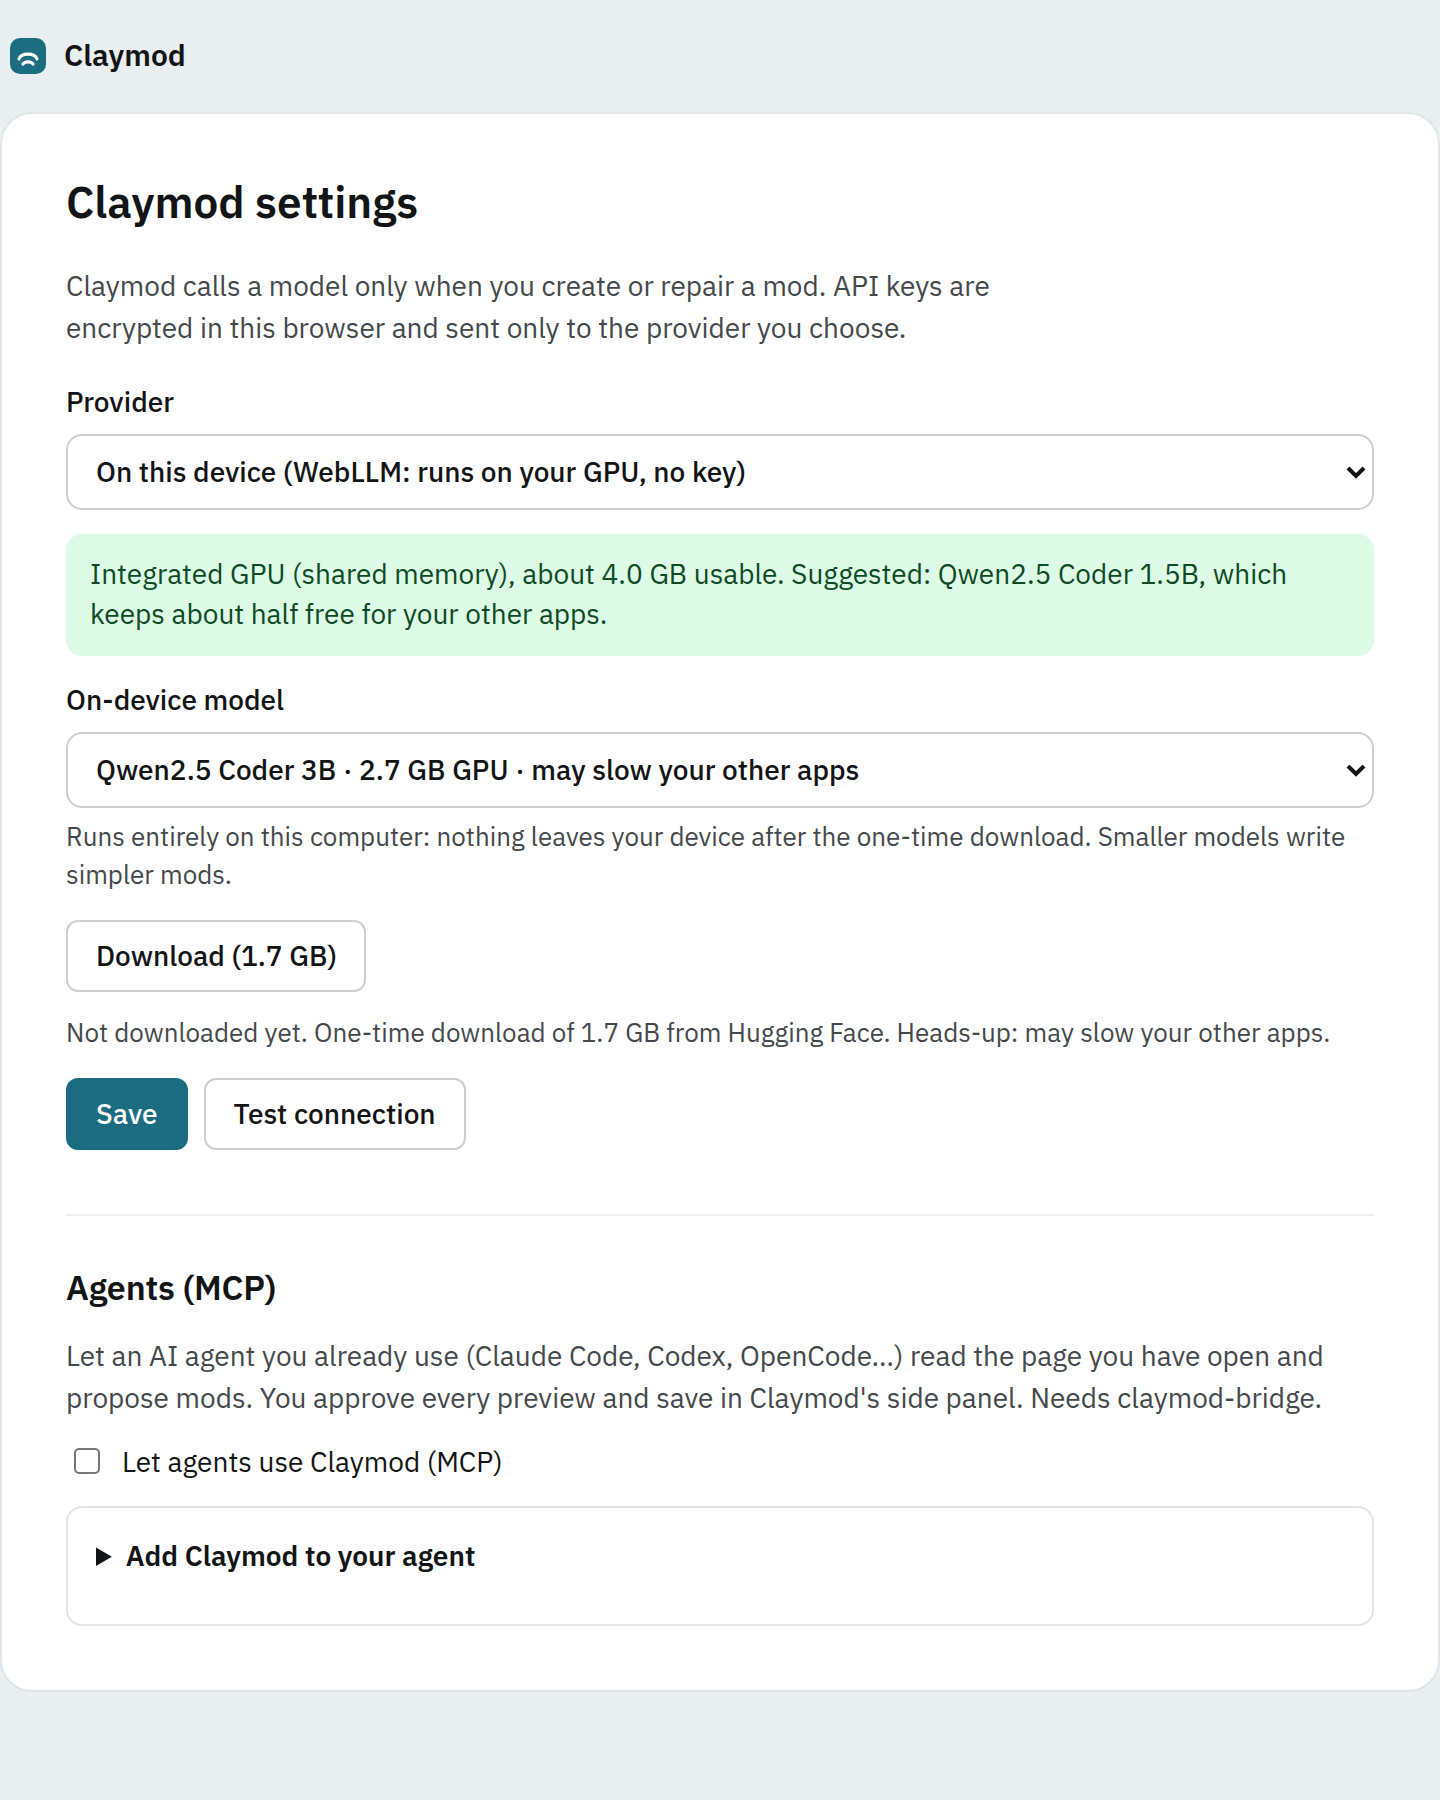 Claymod
Claymod settings
Claymod calls a model only when you create or repair a mod. API keys are
encrypted in this browser and sent only to the provider you choose.
Provider
On this device (WebLLM: runs on your GPU, no key)
Integrated GPU (shared memory), about 4.0 GB usable. Suggested: Qwen2.5 Coder 1.5B, which
keeps about half free for your other apps.
On-device model
Qwen2.5 Coder 3B · 2.7 GB GPU · may slow your other apps
Runs entirely on this computer: nothing leaves your device after the one-time download. Smaller models write
simpler mods.
Download (1.7 GB)
Not downloaded yet. One-time download of 1.7 GB from Hugging Face. Heads-up: may slow your other apps.
Save Test connection
Agents (MCP)
Let an AI agent you already use (Claude Code, Codex, OpenCode…) read the page you have open and
propose mods. You approve every preview and save in Claymod's side panel. Needs claymod-bridge.
Let agents use Claymod (MCP)
Add Claymod to your agent